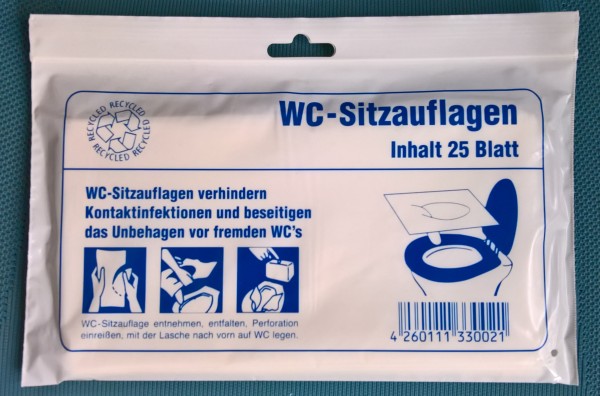 RECYCLED RECYCLED RECYCLED RECYCLED
WC-Sitzauflagen
Inhalt 25 Blatt
WC-Sitzauflagen verhindern
Kontaktinfektionen und beseitigen
das Unbehagen vor fremden WC's
WC-Sitzauflage entnehmen, entfalten, Perforation
einreißen, mit der Lasche nach vorn auf WC legen.
4 260111 330021